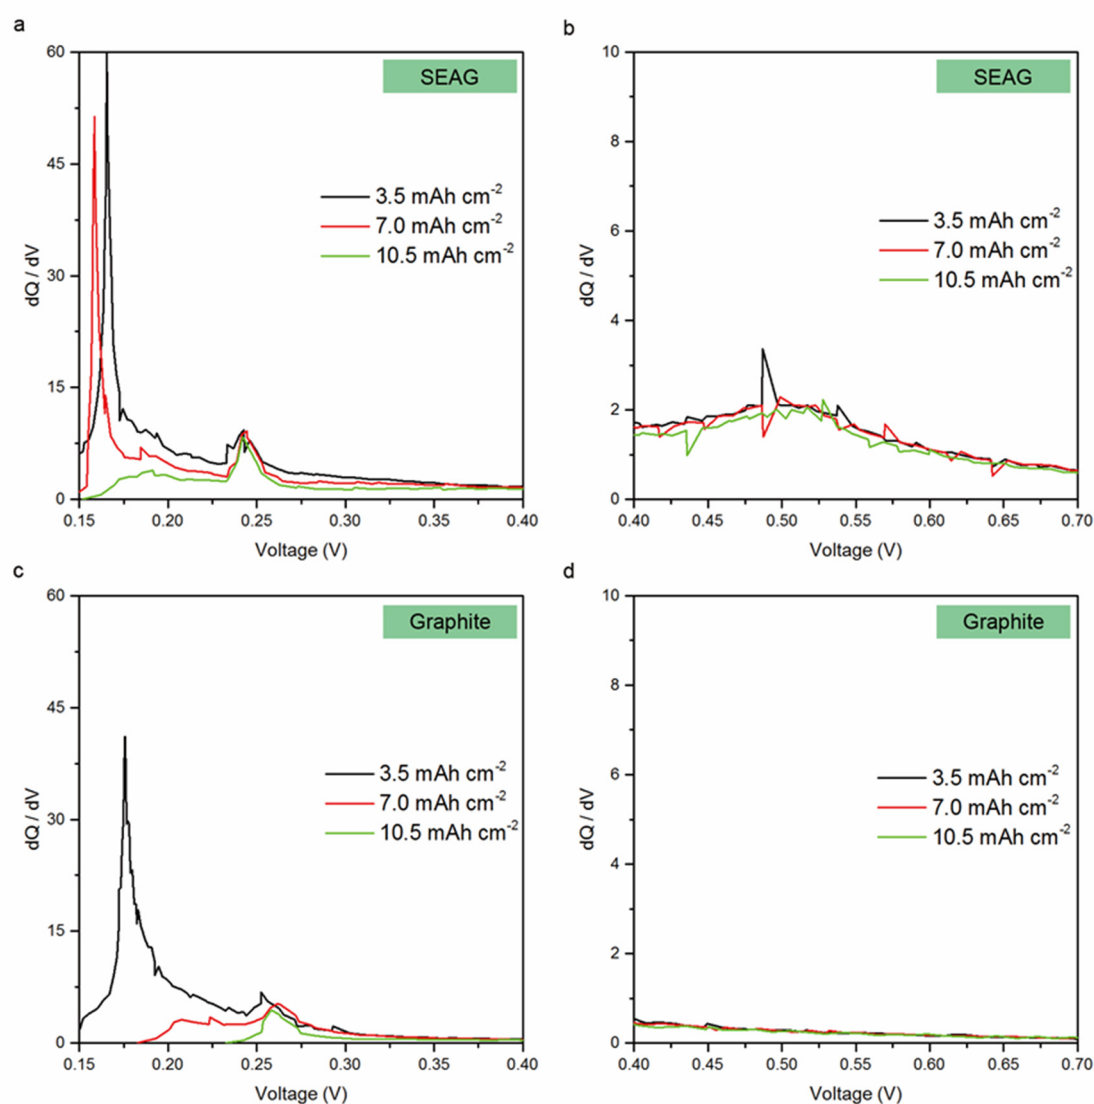 a
60
45
30
15
0
dQ / dV
SEAG
3.5 mAh cm⁻²
7.0 mAh cm⁻²
10.5 mAh cm⁻²
0.15 0.20 0.25 0.30 0.35 0.40
Voltage (V)
b
10
8
6
4
2
0
dQ / dV
SEAG
3.5 mAh cm⁻²
7.0 mAh cm⁻²
10.5 mAh cm⁻²
0.40 0.45 0.50 0.55 0.60 0.65 0.70
Voltage (V)
c
60
45
30
15
0
dQ / dV
Graphite
3.5 mAh cm⁻²
7.0 mAh cm⁻²
10.5 mAh cm⁻²
0.15 0.20 0.25 0.30 0.35 0.40
Voltage (V)
d
10
8
6
4
2
0
dQ / dV
Graphite
3.5 mAh cm⁻²
7.0 mAh cm⁻²
10.5 mAh cm⁻²
0.40 0.45 0.50 0.55 0.60 0.65 0.70
Voltage (V)